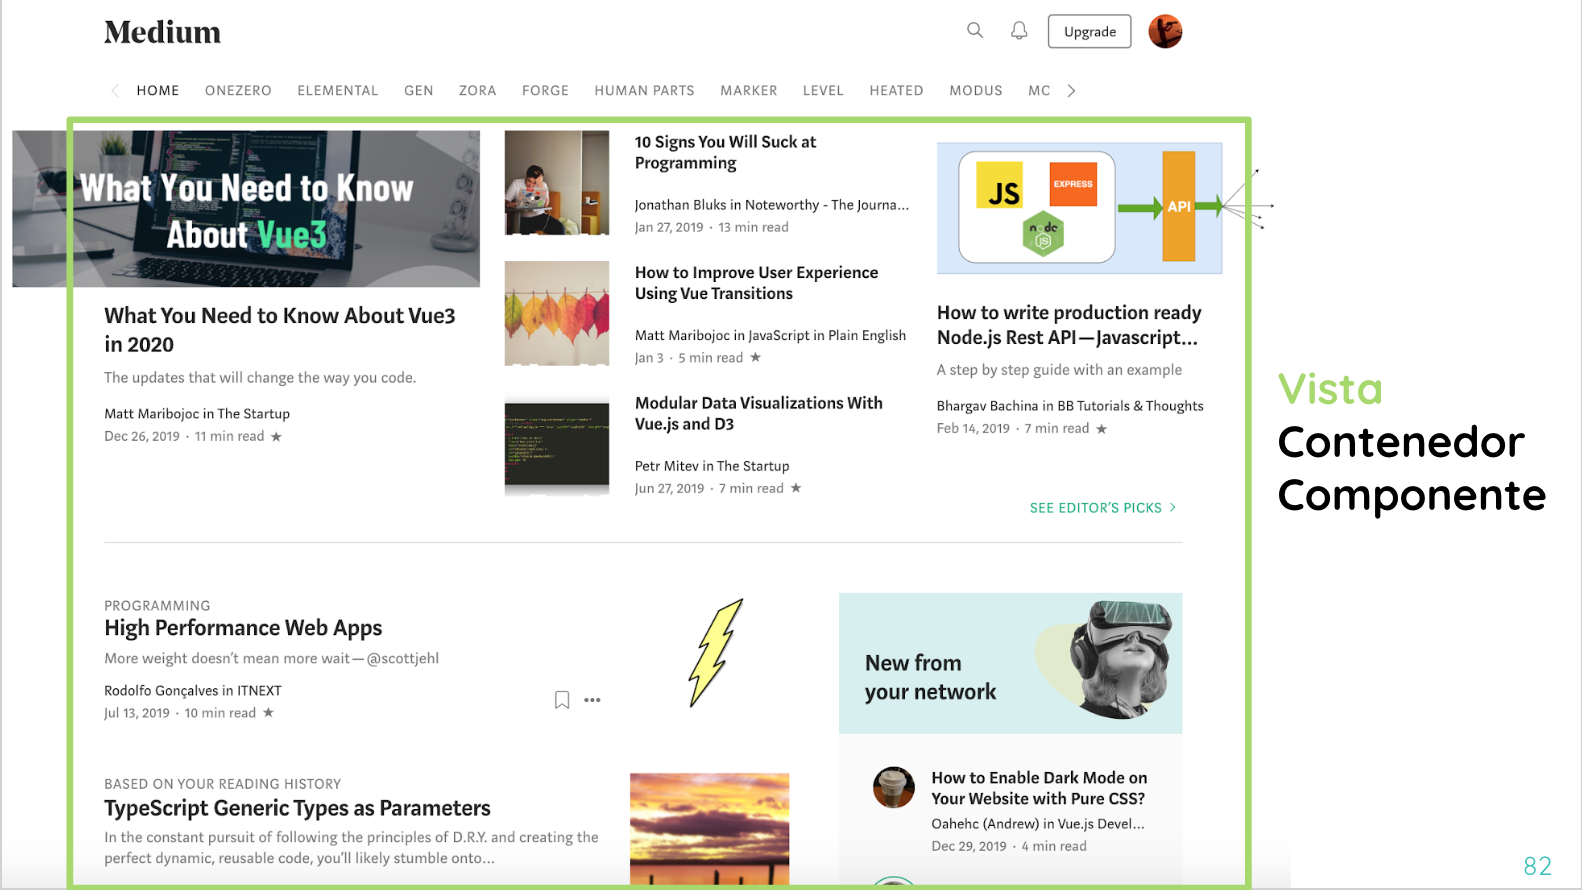 Medium
Upgrade
HOME ONEZERO ELEMENTAL GEN ZORA FORGE HUMAN PARTS MARKER LEVEL HEATED MODUS MC
What You Need to Know
About Vue3
What You Need to Know About Vue3
in 2020
The updates that will change the way you code.
Matt Maribojoc in The Startup
Dec 26, 2019 · 11 min read ★
10 Signs You Will Suck at
Programming
Jonathan Bluks in Noteworthy - The Journa...
Jan 27, 2019 · 13 min read
How to Improve User Experience
Using Vue Transitions
Matt Maribojoc in JavaScript in Plain English
Jan 3 · 5 min read ★
Modular Data Visualizations With
Vue.js and D3
Petr Mitev in The Startup
Jun 27, 2019 · 7 min read ★
JS
EXPRESS
node
JS
API
How to write production ready
Node.js Rest API—Javascript...
A step by step guide with an example
Bhargav Bachina in BB Tutorials & Thoughts
Feb 14, 2019 · 7 min read ★
SEE EDITOR'S PICKS
Vista
Contenedor
Componente
PROGRAMMING
High Performance Web Apps
More weight doesn't mean more wait—@scottjehl
Rodolfo Gonçalves in ITNEXT
Jul 13, 2019 · 10 min read ★
BASED ON YOUR READING HISTORY
TypeScript Generic Types as Parameters
In the constant pursuit of following the principles of D.R.Y. and creating the
perfect dynamic, reusable code, you'll likely stumble onto...
New from
your network
How to Enable Dark Mode on
Your Website with Pure CSS?
Oahehc (Andrew) in Vue.js Devel...
Dec 29, 2019 · 4 min read
82